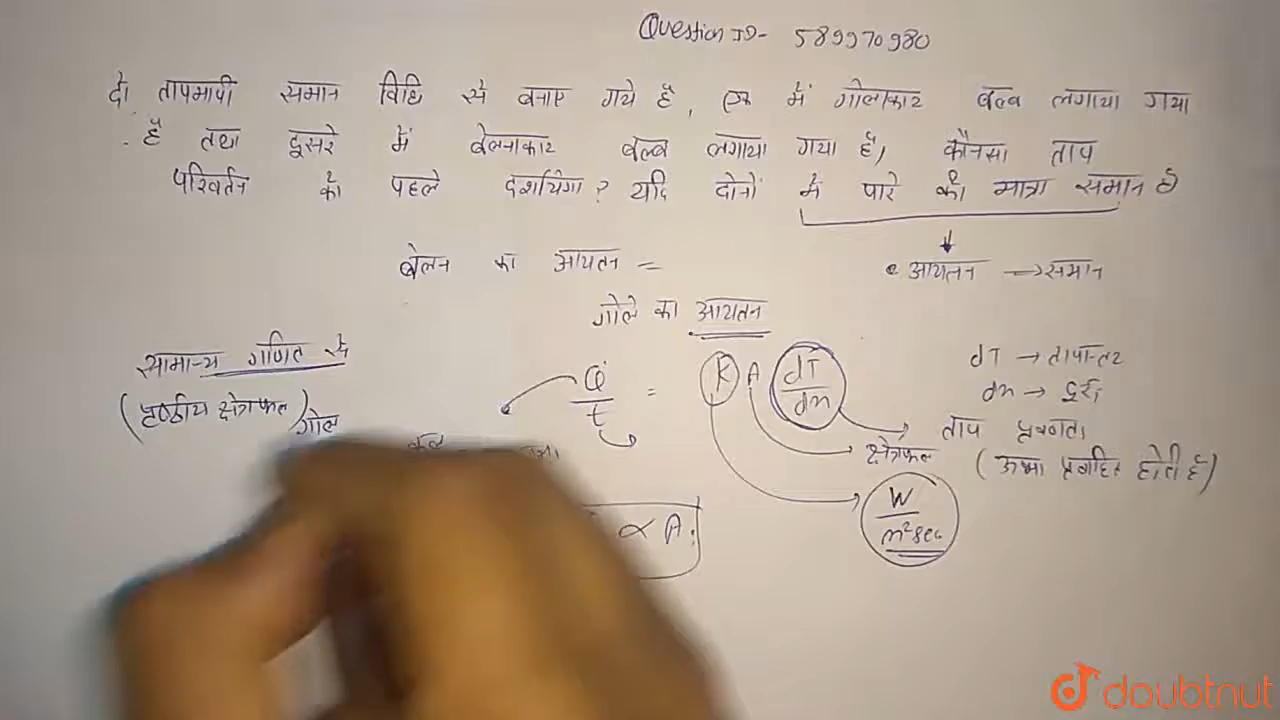 Question ID- 589970980
दो तापमापी समान विधि से बनाए गये है, एक में गोलाकार बल्ब लगाया गया
है तथा दूसरे में बेलनाकार बल्ब लगाया गया है, कौनसा ताप
परिवर्तन को पहले दर्शायेगा? यदि दोनों में पारे की मात्रा समान हो
बेलन का आयतन =
आयतन → समान
गोले का आयतन
सामान्य गणित से
(पृष्ठीय क्षेत्रफल) गोल
Q/t = K A dT/dn
dT → तापान्तर
dn → दूरी
ताप प्रवणता
क्षेत्रफल (ऊष्मा प्रवाहित होती है)
W/m²sec
∝ A
doubtnut